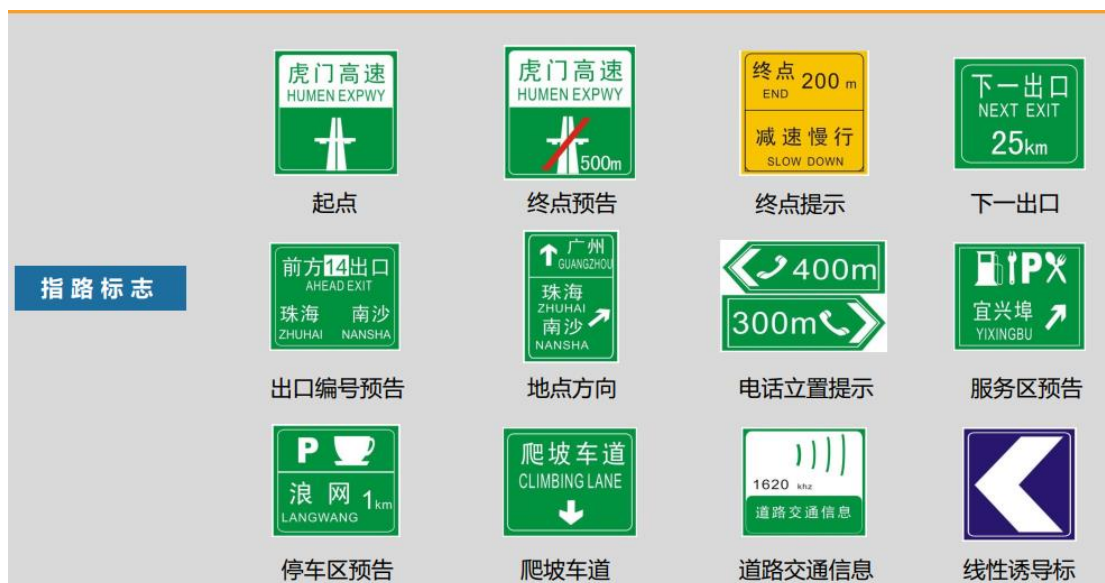 虎门高速
HUMEN EXPWY
起点
虎门高速
HUMEN EXPWY
500m
终点预告
终点 200 m
END
减速慢行
SLOW DOWN
终点提示
下一出口
NEXT EXIT
25km
下一出口
指路标志
前方14出口
AHEAD EXIT
珠海 南沙
ZHUHAI NANSHA
出口编号预告
广州
GUANGZHOU
珠海
ZHUHAI
南沙
NANSHA
地点方向
400m
300m
电话立置提示
P
宜兴埠
YIXINGBU
服务区预告
P
浪网 1km
LANGWANG
停车区预告
爬坡车道
CLIMBING LANE
爬坡车道
1620 khz
道路交通信息
道路交通信息
线性诱导标